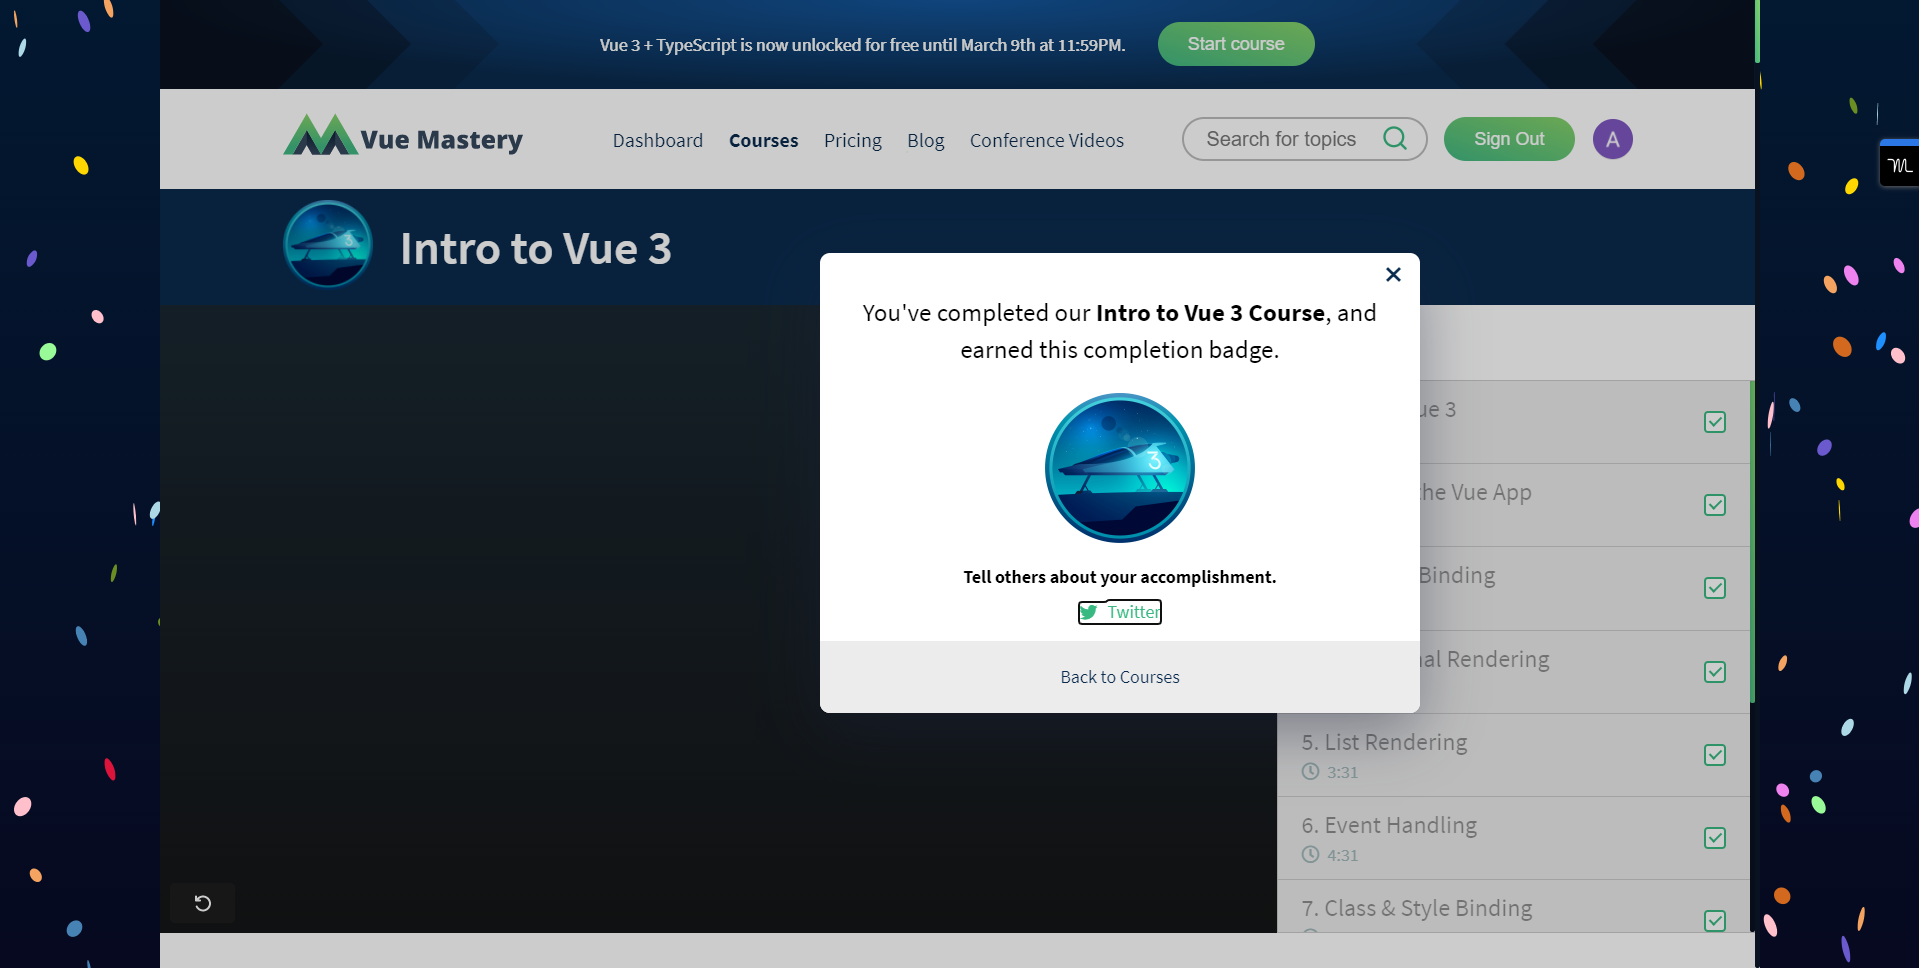 Vue 3 + TypeScript is now unlocked for free until March 9th at 11:59PM.
Start course
Vue Mastery
Dashboard
Courses
Pricing
Blog
Conference Videos
Search for topics
Sign Out
A
Intro to Vue 3
You've completed our Intro to Vue 3 Course, and
earned this completion badge.
3
Tell others about your accomplishment.
Twitter
Back to Courses
ue 3
he Vue App
Binding
al Rendering
5. List Rendering
3:31
6. Event Handling
4:31
7. Class & Style Binding